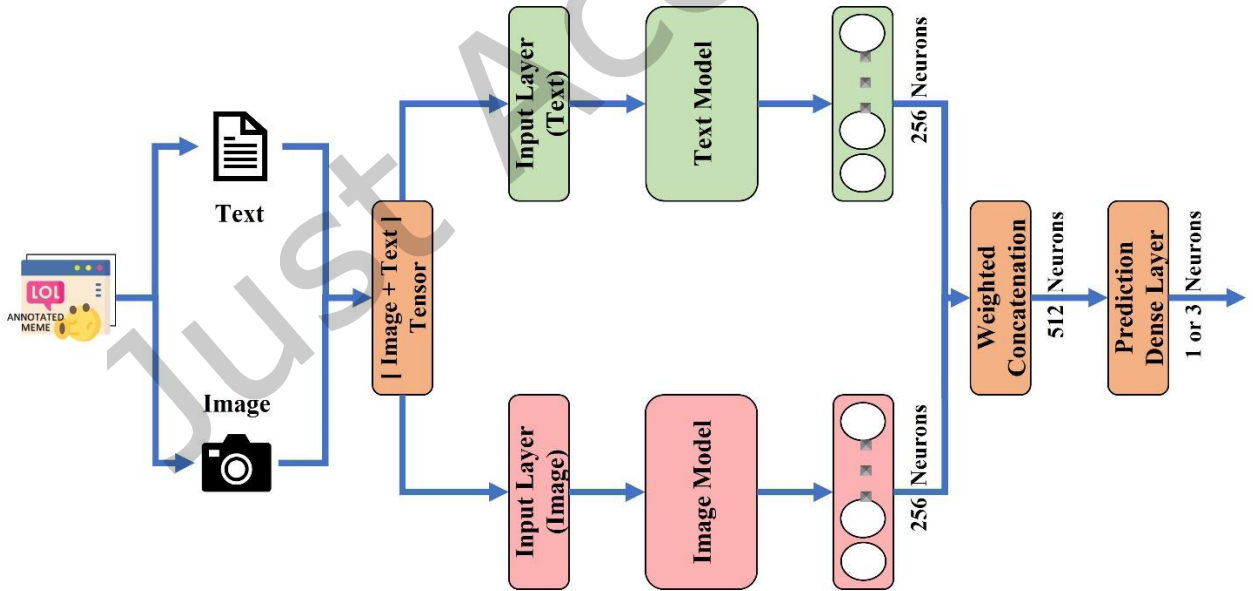 LOL
ANNOTATED
MEME
Text
Image
[ Image + Text ]
Tensor
Input Layer
(Text)
Text Model
256 Neurons
Input Layer
(Image)
Image Model
256 Neurons
Weighted
Concatenation
512 Neurons
Prediction
Dense Layer
1 or 3 Neurons
Just Acc